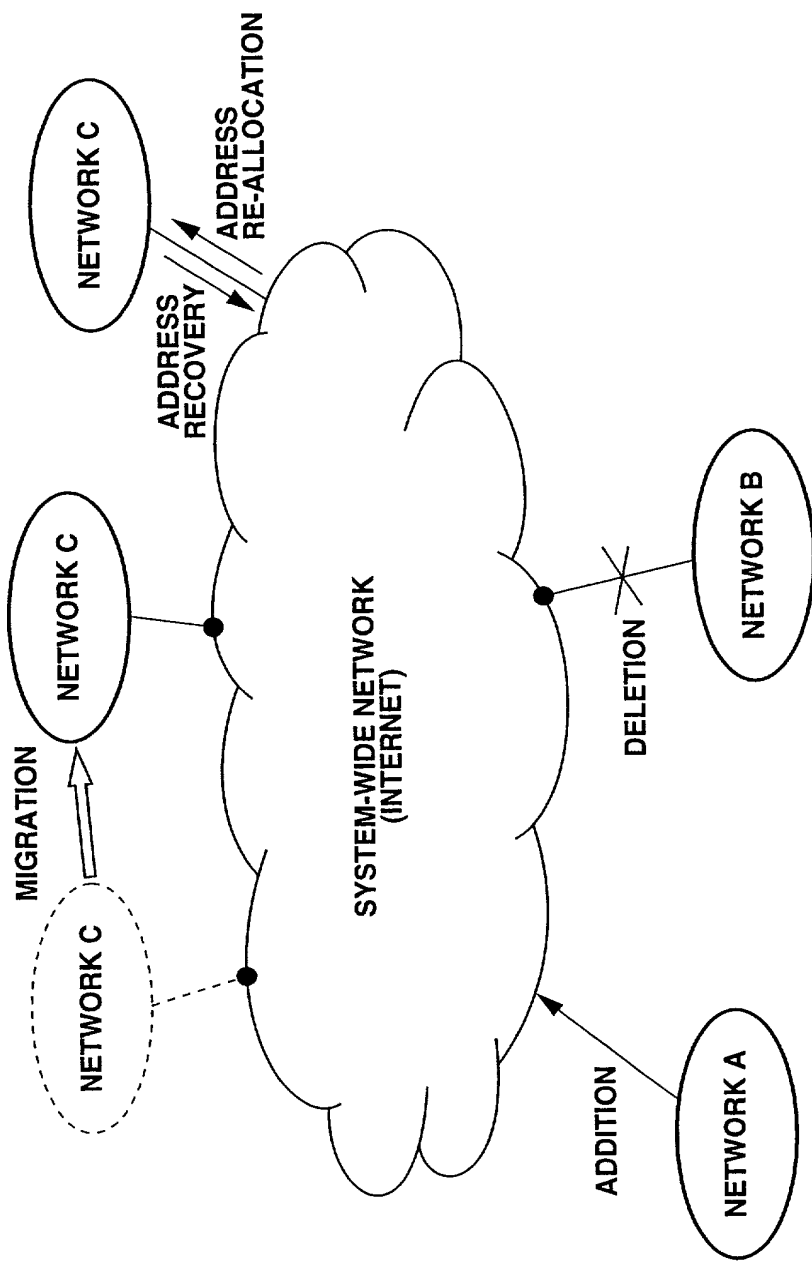 MIGRATION
NETWORK C
NETWORK C
NETWORK C
ADDRESS
RECOVERY
ADDRESS
RE-ALLOCATION
SYSTEM-WIDE NETWORK
(INTERNET)
ADDITION
DELETION
NETWORK A
NETWORK B